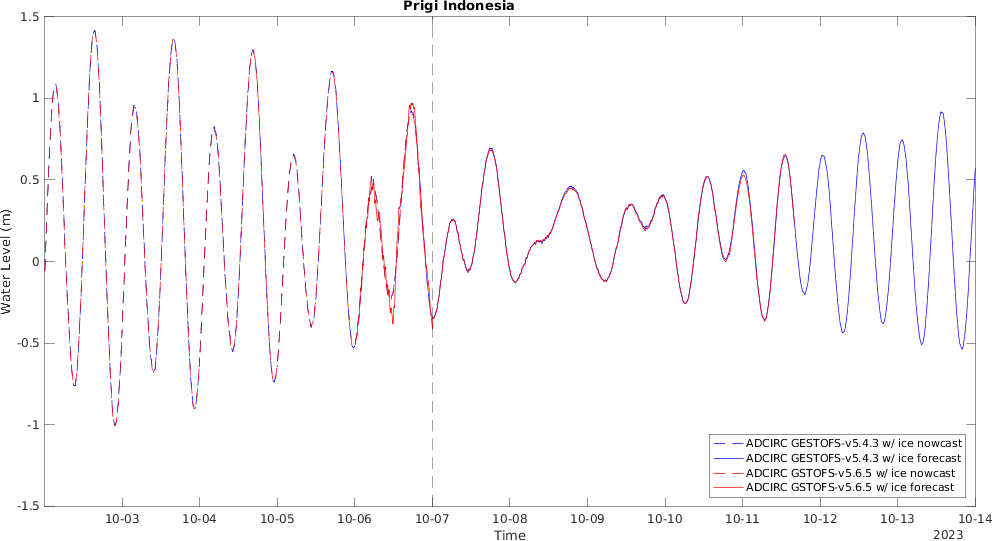 Prigi Indonesia
1.5
1
0.5
0
-0.5
-1
-1.5
Water Level (m)
10-03 10-04 10-05 10-06 10-07 10-08 10-09 10-10 10-11 10-12 10-13 10-14
Time
2023
ADCIRC GESTOFS-v5.4.3 w/ ice nowcast
ADCIRC GESTOFS-v5.4.3 w/ ice forecast
ADCIRC GSTOFS-v5.6.5 w/ ice nowcast
ADCIRC GSTOFS-v5.6.5 w/ ice forecast